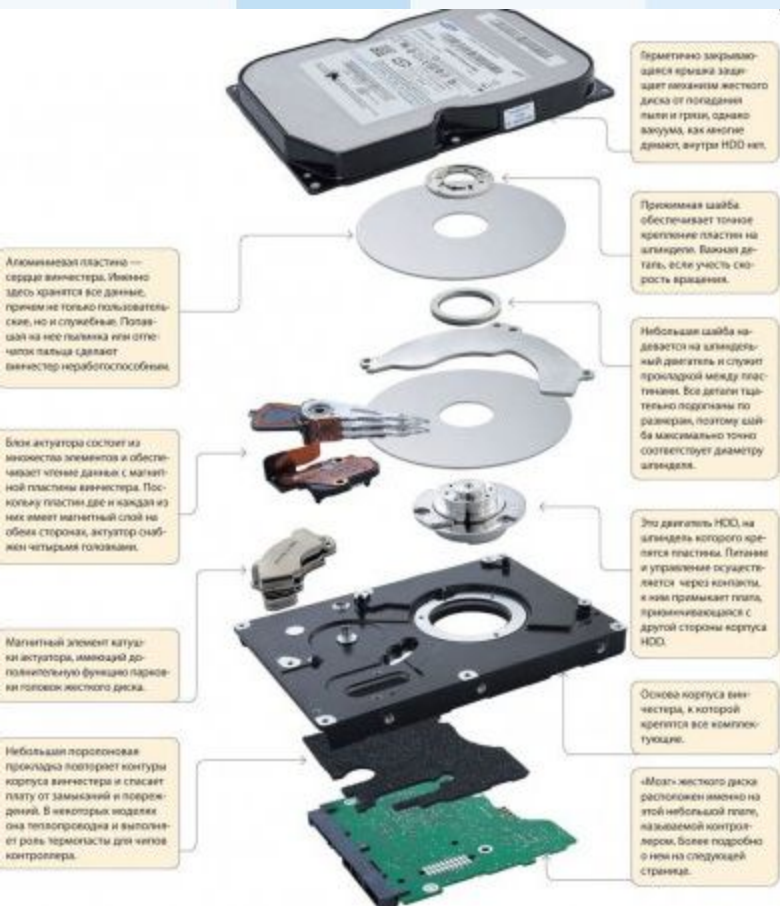 Герметично закрываю-
щаяся крышка защи-
щает механизм жесткого
диска от попадания
пыли и грязи, однако
вакуума, как многие
думают, внутри HDD нет.
Прижимная шайба
обеспечивает точное
крепление пластин на
шпинделе. Важная де-
таль, если учесть ско-
рость вращения.
Алюминиевая пластина —
сердце винчестера. Именно
здесь хранятся все данные,
причем не только пользователь-
ские, но и служебные. Попав-
шая на нее пылинка или отпе-
чаток пальца сделают
винчестер неработоспособным.
Небольшая шайба на-
девается на шпиндель-
ный двигатель и служит
прокладкой между плас-
тинами. Все детали тща-
тельно подогнаны по
размерам, поэтому шай-
ба максимально точно
соответствует диаметру
шпинделя.
Блок актуатора состоит из
множества элементов и обеспе-
чивает чтение данных с магнит-
ной пластины винчестера. Пос-
кольку пластин две и каждая из
них имеет магнитный слой на
обеих сторонах, актуатор снаб-
жен четырьмя головками.
Это двигатель HDD, на
шпиндель которого кре-
пятся пластины. Питание
и управление осуществ-
ляется через контакты,
к ним примыкает плата,
привинчивающаяся с
другой стороны корпуса
HDD.
Магнитный элемент катуш-
ки актуатора, имеющий до-
полнительную функцию парков-
ки головок жесткого диска.
Основа корпуса вин-
честера, к которой
крепятся все комплек-
тующие.
Небольшая поролоновая
прокладка повторяет контуры
корпуса винчестера и спасает
плату от замыканий и повреж-
дений. В некоторых моделях
она теплопроводна и выполня-
ет роль термопасты для чипов
контроллера.
«Мозг» жесткого диска
расположен именно на
этой небольшой плате,
называемой контрол-
лером. Более подробно
о нем на следующей
странице.